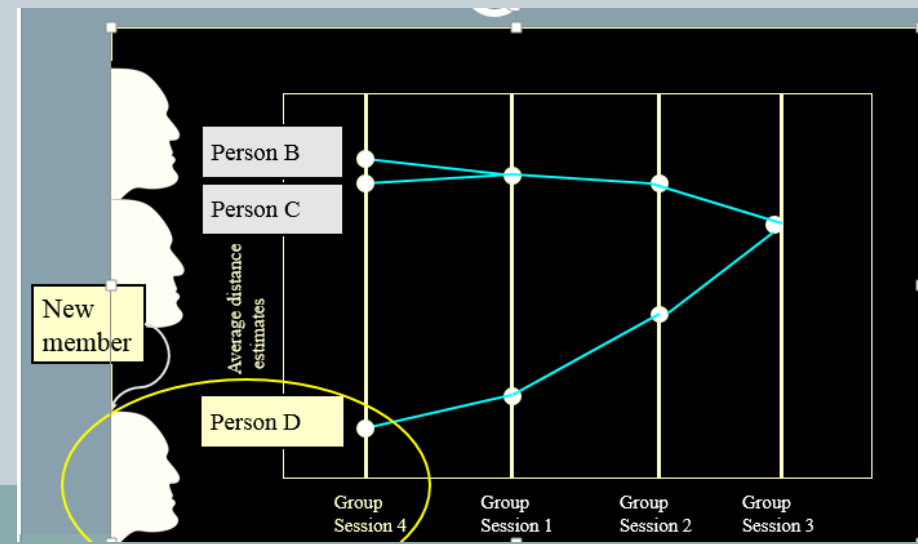 Person B
Person C
Average distance
estimates
New
member
Person D
Group
Session 4
Group
Session 1
Group
Session 2
Group
Session 3